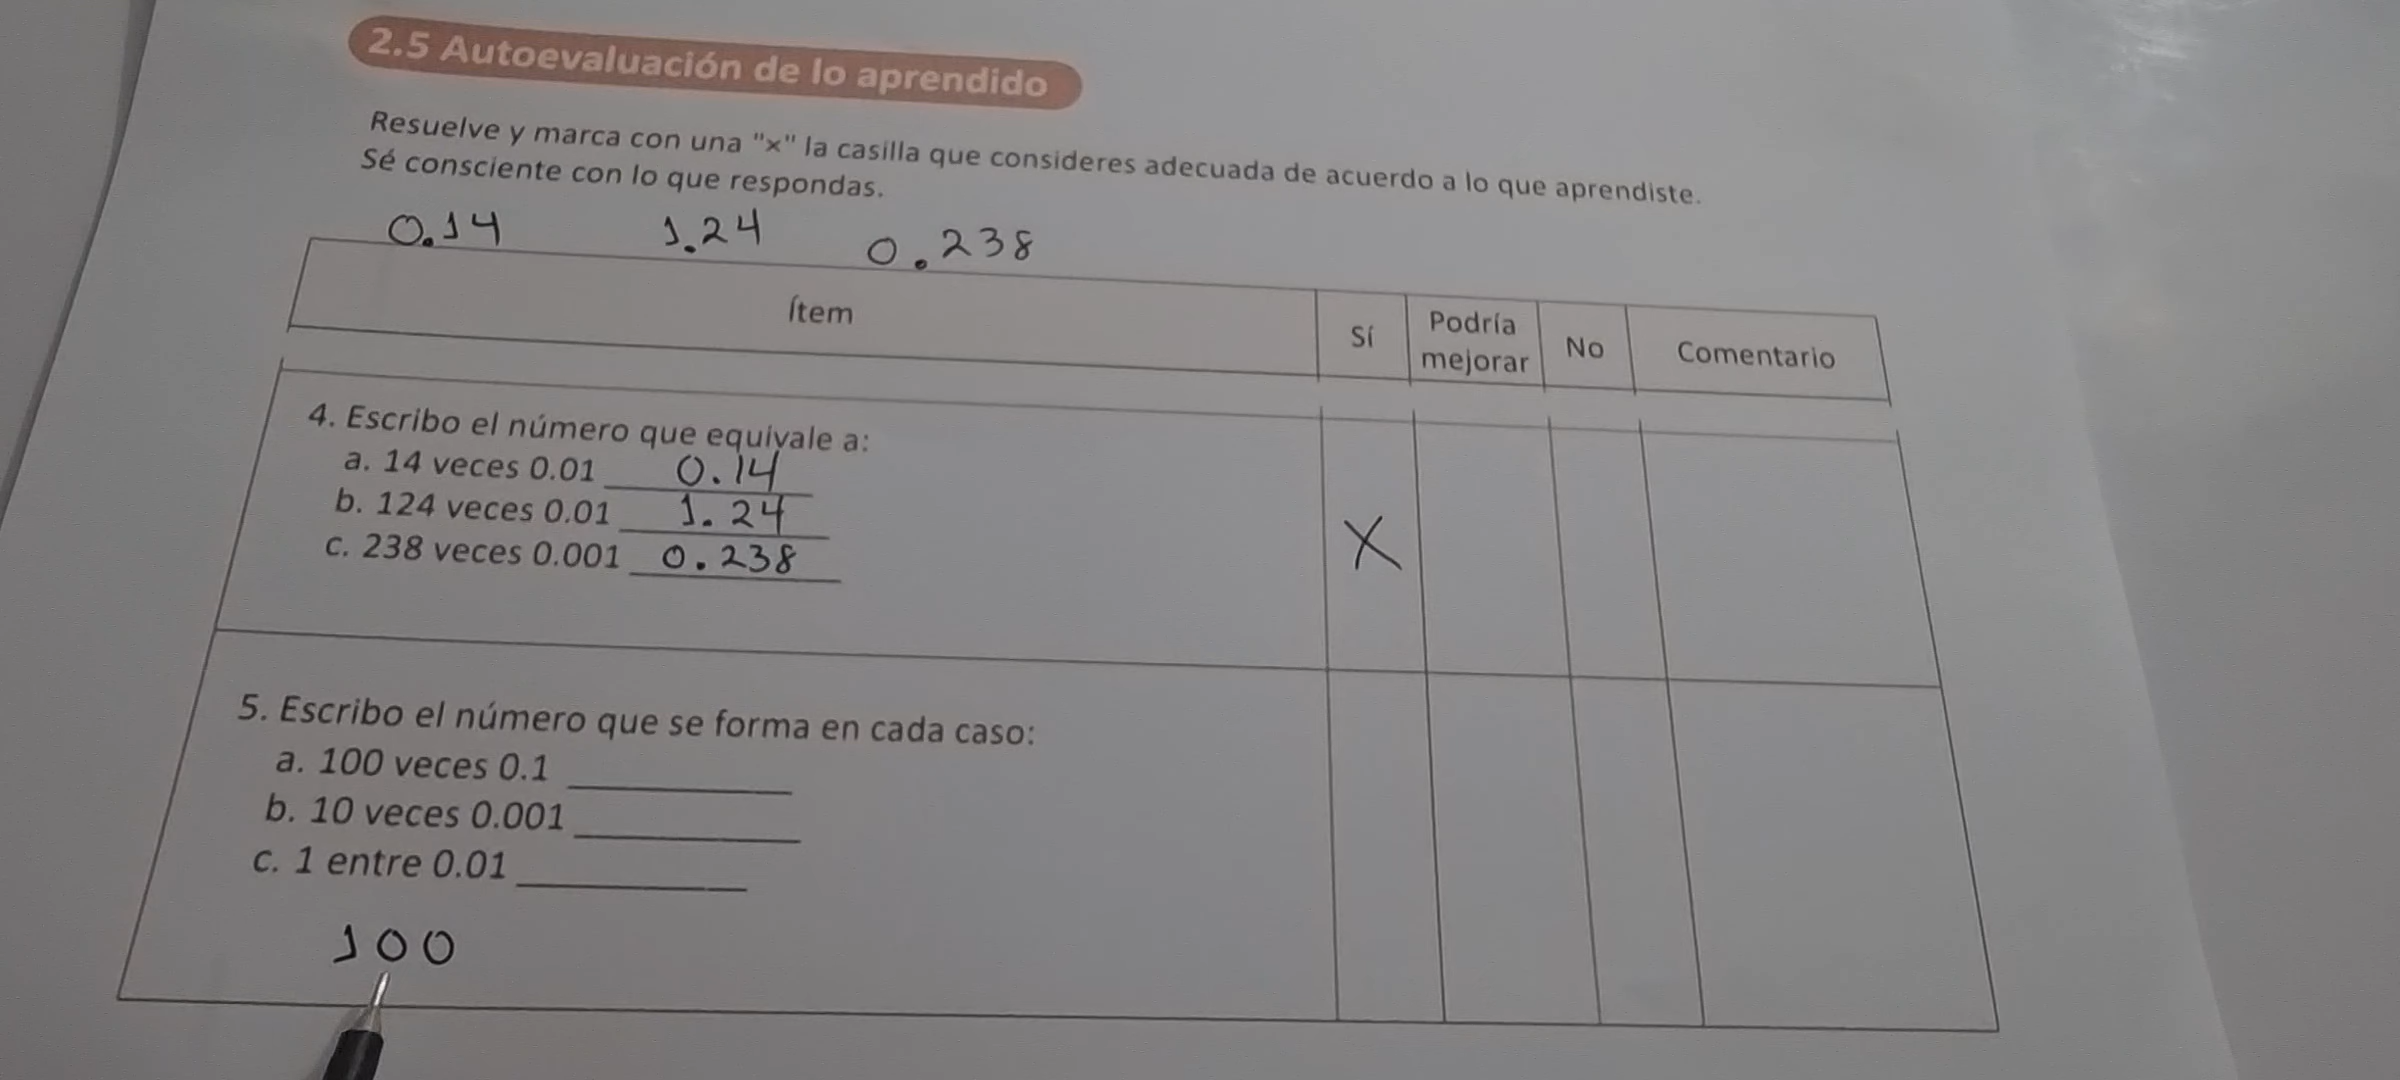 2.5 Autoevaluación de lo aprendido
Resuelve y marca con una "x" la casilla que consideres adecuada de acuerdo a lo que aprendiste.
Sé consciente con lo que respondas.
0.14 1.24 0.238
Ítem Sí Podría mejorar No Comentario
4. Escribo el número que equivale a:
a. 14 veces 0.01 0.14
b. 124 veces 0.01 1.24
c. 238 veces 0.001 0.238
X
5. Escribo el número que se forma en cada caso:
a. 100 veces 0.1
b. 10 veces 0.001
c. 1 entre 0.01
100